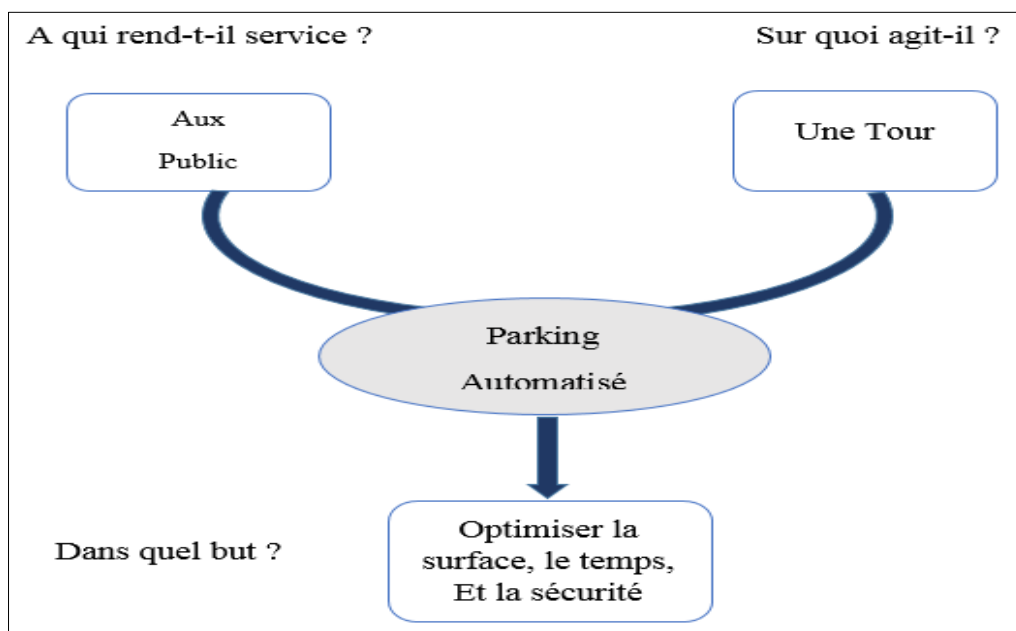 A qui rend-t-il service ?
Sur quoi agit-il ?
Aux
Public
Une Tour
Parking
Automatisé
Dans quel but ?
Optimiser la
surface, le temps,
Et la sécurité